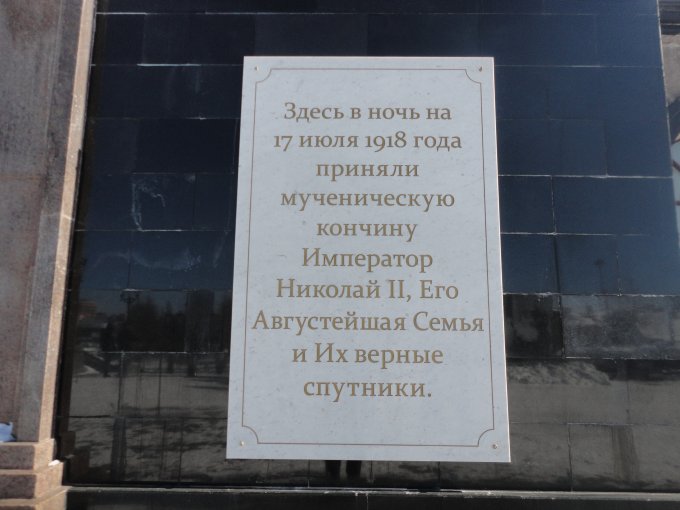 Здесь в ночь на
17 июля 1918 года
приняли
мученическую
кончину
Император
Николай II, Его
Августейшая Семья
и Их верные
спутники.